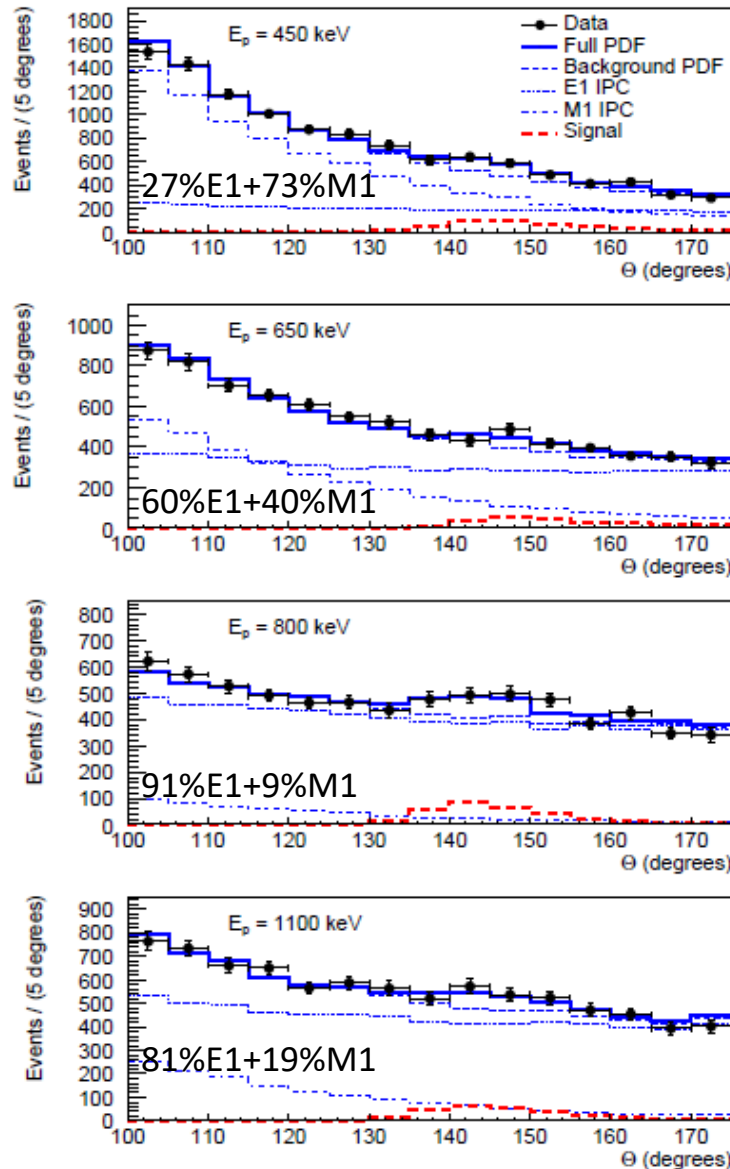 Events / (5 degrees)
1800
1600
1400
1200
1000
800
600
400
200
0
E_p = 450 keV
Data
Full PDF
Background PDF
E1 IPC
M1 IPC
Signal
27%E1+73%M1
100 110 120 130 140 150 160 170
Θ (degrees)
Events / (5 degrees)
1000
800
600
400
200
0
E_p = 650 keV
60%E1+40%M1
100 110 120 130 140 150 160 170
Θ (degrees)
Events / (5 degrees)
800
700
600
500
400
300
200
100
0
E_p = 800 keV
91%E1+9%M1
100 110 120 130 140 150 160 170
Θ (degrees)
Events / (5 degrees)
900
800
700
600
500
400
300
200
100
0
E_p = 1100 keV
81%E1+19%M1
100 110 120 130 140 150 160 170
Θ (degrees)